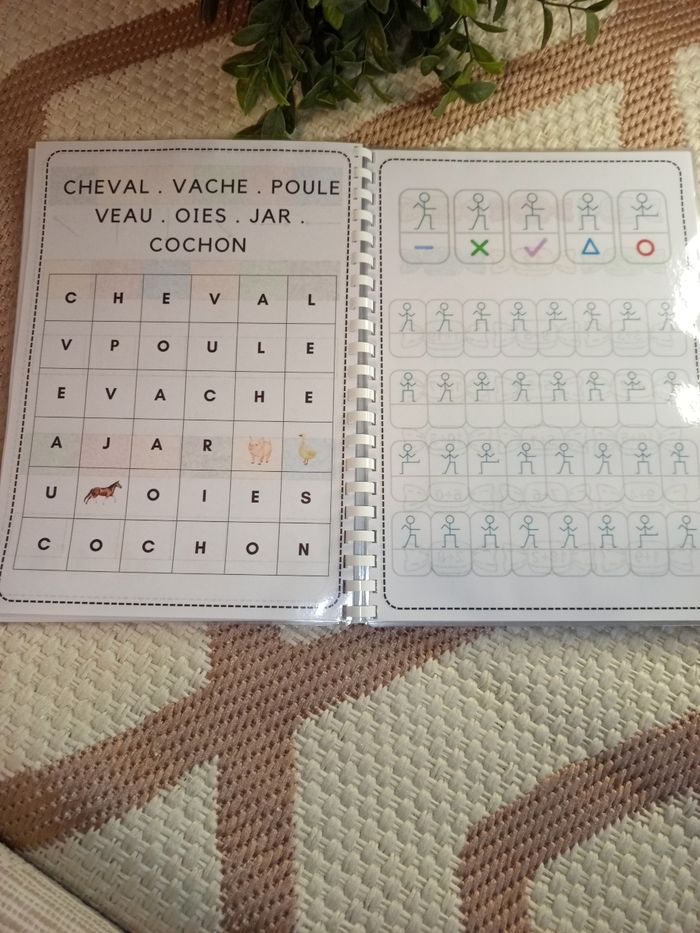 CHEVAL . VACHE . POULE
VEAU . OIES . JAR .
COCHON
C H E V A L
V P O U L E
E V A C H E
A J A R
U O I E S
C O C H O N